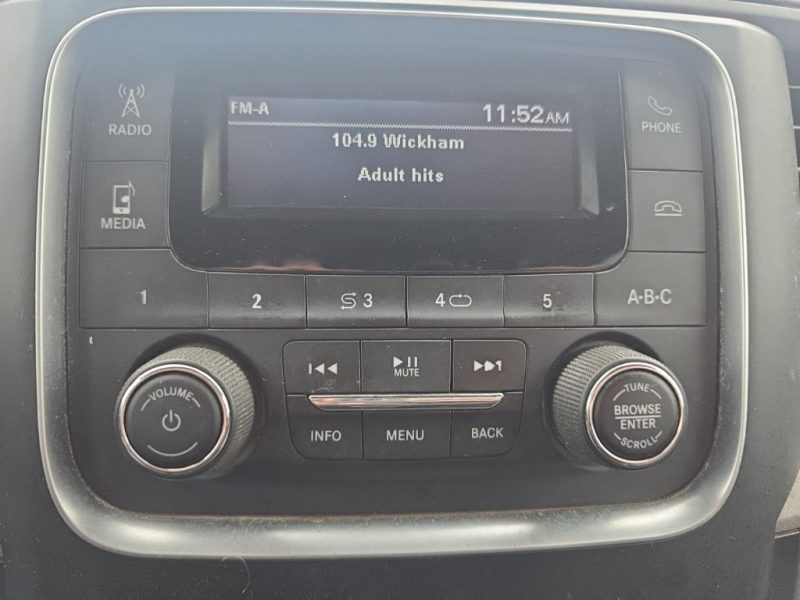 FM-A 11:52AM
104.9 Wickham
Adult hits
RADIO
MEDIA
PHONE
1 2 3 4 5 A·B·C
VOLUME
MUTE
INFO MENU BACK
TUNE
BROWSE
ENTER
SCROLL